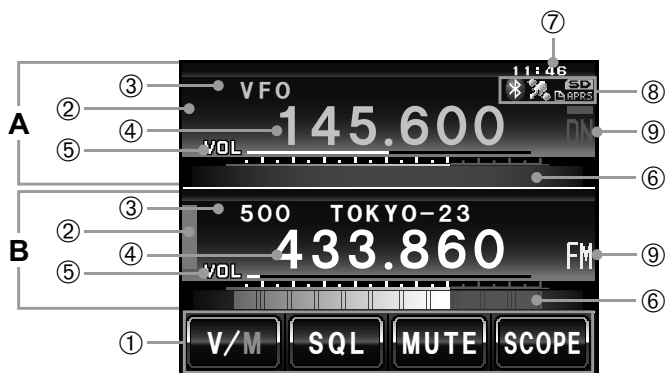 ⑦
11:46
③ VFO SD ⑧
② APRS
A ④ 145.600 DN ⑨
⑤ VOL
⑥
③ 500 TOKYO-23
②
B ④ 433.860 FM ⑨
⑤ VOL
⑥
① V/M SQL MUTE SCOPE